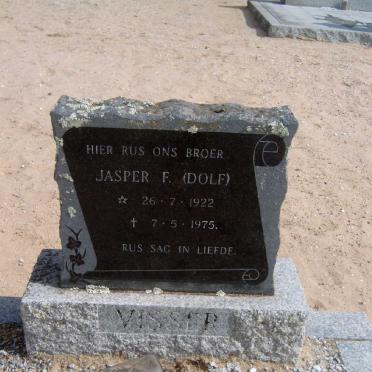 HIER RUS ONS BROER
JASPER F. (DOLF)
☆ 26·7·1922
† 7·5·1975.
RUS SAG IN LIEFDE.
VISSER